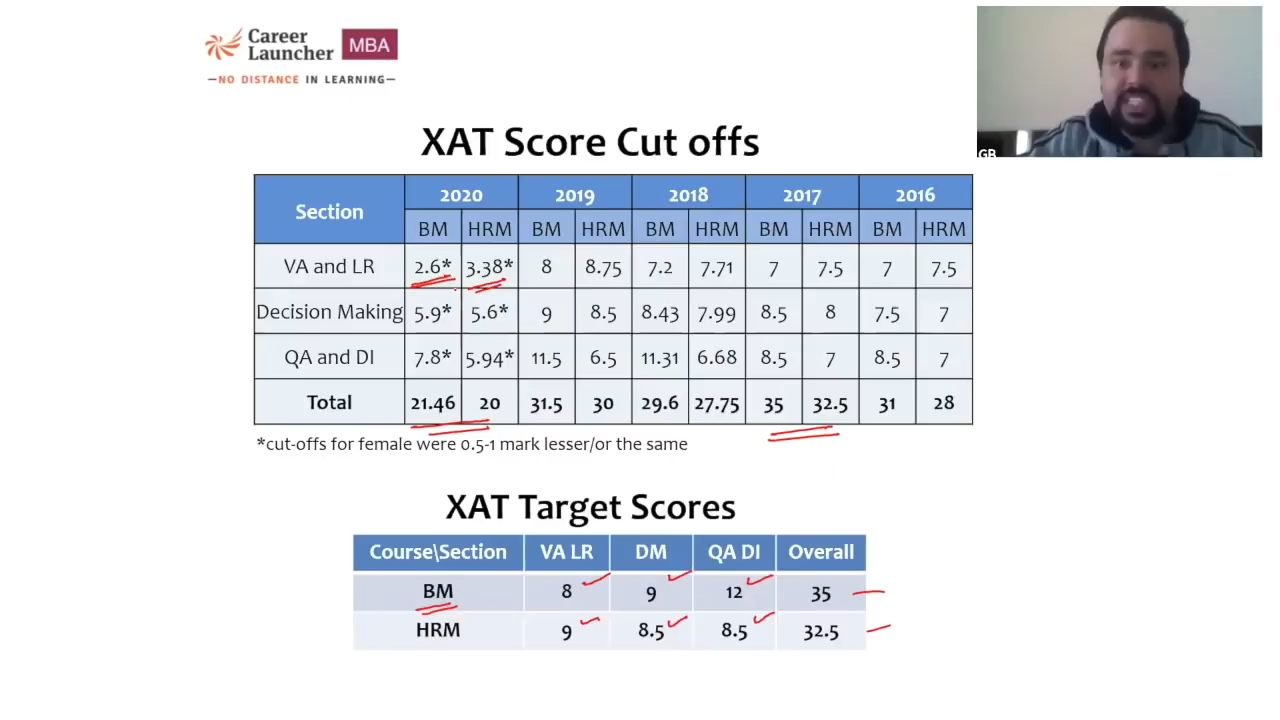 Career
Launcher
MBA
—NO DISTANCE IN LEARNING—
GB
XAT Score Cut offs
Section 2020 2019 2018 2017 2016
BM HRM BM HRM BM HRM BM HRM BM HRM
VA and LR 2.6* 3.38* 8 8.75 7.2 7.71 7 7.5 7 7.5
Decision Making 5.9* 5.6* 9 8.5 8.43 7.99 8.5 8 7.5 7
QA and DI 7.8* 5.94* 11.5 6.5 11.31 6.68 8.5 7 8.5 7
Total 21.46 20 31.5 30 29.6 27.75 35 32.5 31 28
*cut-offs for female were 0.5-1 mark lesser/or the same
XAT Target Scores
Course\Section VA LR DM QA DI Overall
BM 8 9 12 35
HRM 9 8.5 8.5 32.5